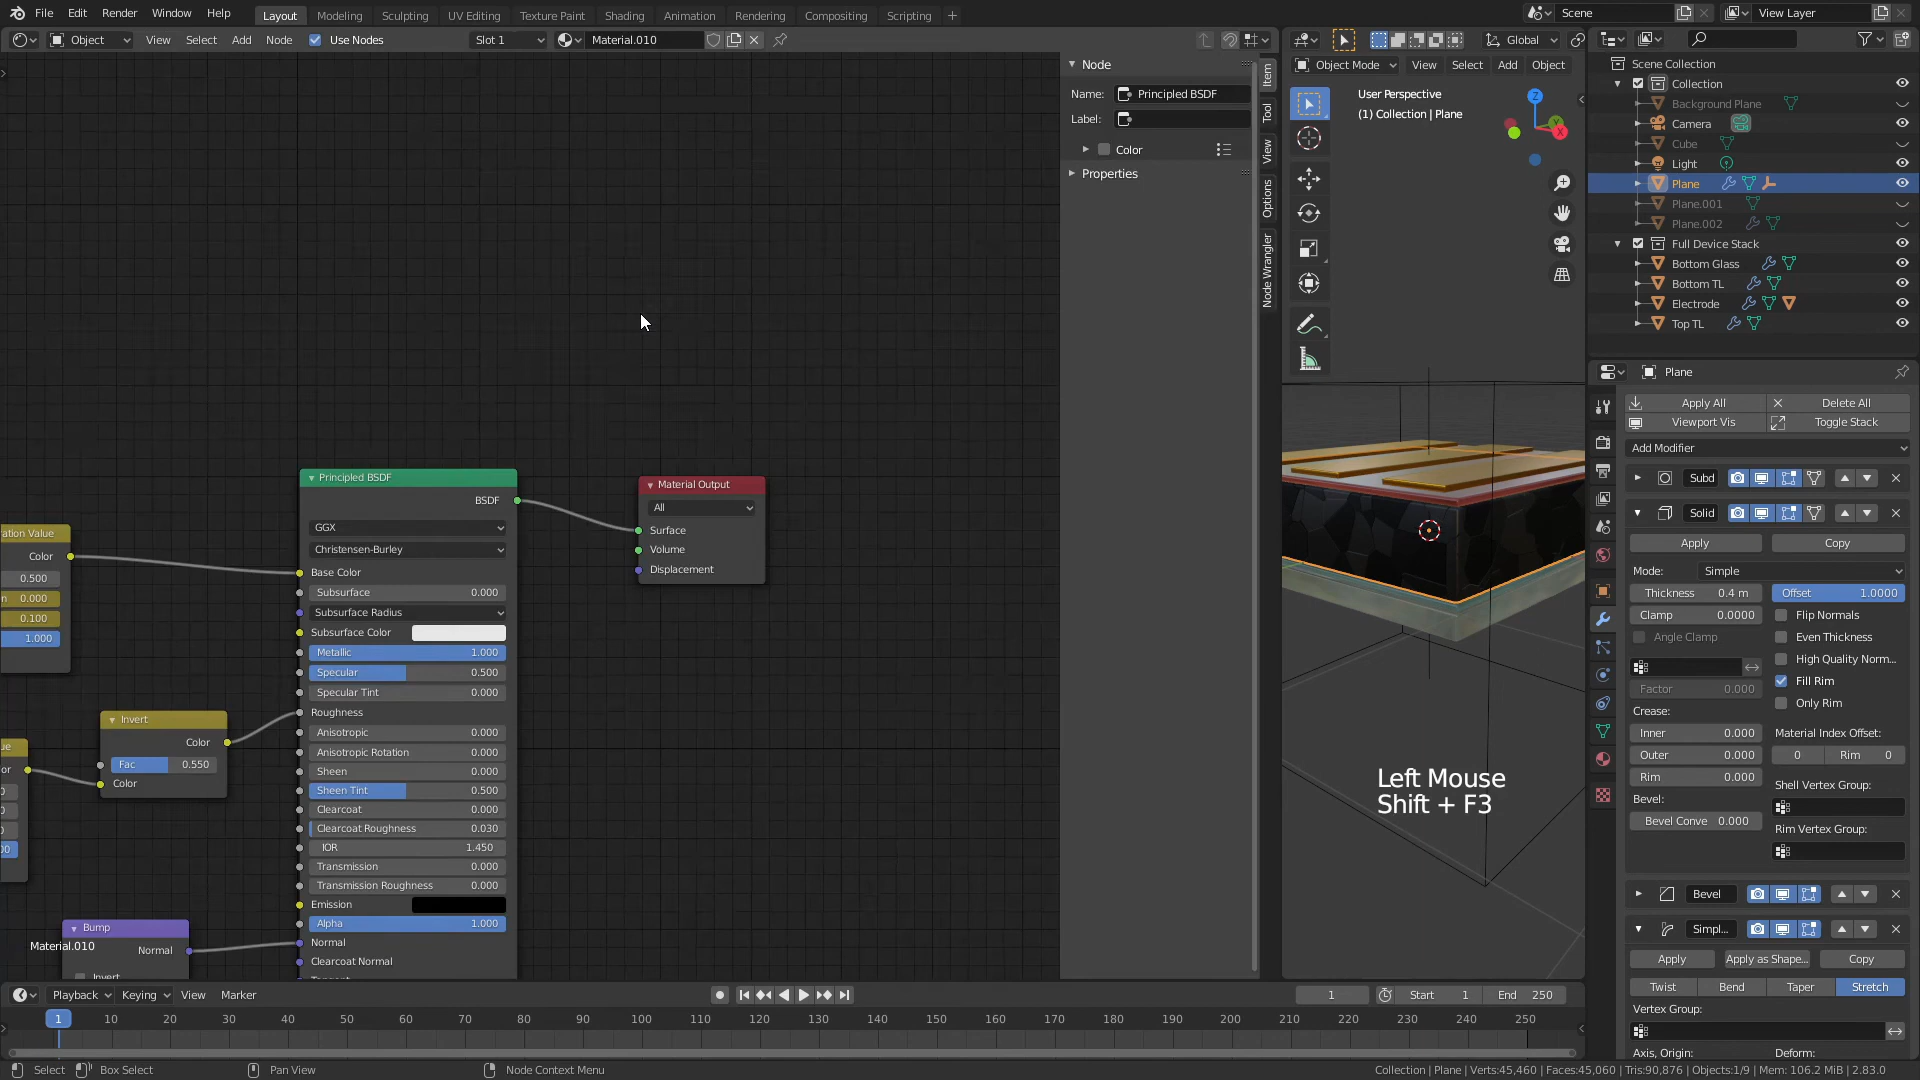 File Edit Render Window Help Layout Modeling Sculpting UV Editing Texture Paint Shading Animation Rendering Compositing Scripting + Scene View Layer
Object View Select Add Node Use Nodes Slot 1 Material.010 Global
Node
Name: Principled BSDF
Label:
Color
Properties
Item
Tool
View
Options
Node Wrangler
Object Mode View Select Add Object
User Perspective
(1) Collection | Plane
Z
Y
X
Scene Collection
Collection
Background Plane
Camera
Cube
Light
Plane
Plane.001
Plane.002
Full Device Stack
Bottom Glass
Bottom TL
Electrode
Top TL
Plane
Apply All Delete All
Viewport Vis Toggle Stack
Add Modifier
Subd
Solid
Apply Copy
Mode: Simple
Thickness 0.4 m Offset 1.0000
Clamp 0.0000 Flip Normals
Angle Clamp Even Thickness
High Quality Norm...
Factor 0.000 Fill Rim
Crease: Only Rim
Inner 0.000 Material Index Offset:
Outer 0.000 0 Rim 0
Rim 0.000 Shell Vertex Group:
Bevel:
Bevel Conve 0.000 Rim Vertex Group:
Bevel
Simpl...
Apply Apply as Shape... Copy
Twist Bend Taper Stretch
Vertex Group:
Axis, Origin: Deform:
Principled BSDF
BSDF
GGX
Christensen-Burley
Base Color
Subsurface 0.000
Subsurface Radius
Subsurface Color
Metallic 1.000
Specular 0.500
Specular Tint 0.000
Roughness
Anisotropic 0.000
Anisotropic Rotation 0.000
Sheen 0.000
Sheen Tint 0.500
Clearcoat 0.000
Clearcoat Roughness 0.030
IOR 1.450
Transmission 0.000
Transmission Roughness 0.000
Emission
Alpha 1.000
Normal
Clearcoat Normal
Material Output
All
Surface
Volume
Displacement
ration Value
Color
0.500
n 0.000
0.100
1.000
Invert
Color
Fac 0.550
Color
ue
or
0
0
00
Bump
Normal
Material.010
Left Mouse
Shift + F3
Playback Keying View Marker 1 Start 1 End 250
1 10 20 30 40 50 60 70 80 90 100 110 120 130 140 150 160 170 180 190 200 210 220 230 240 250
Select Box Select Pan View Node Context Menu Collection | Plane | Verts:45,460 | Faces:45,060 | Tris:90,876 | Objects:1/9 | Mem: 106.2 MiB | 2.83.0